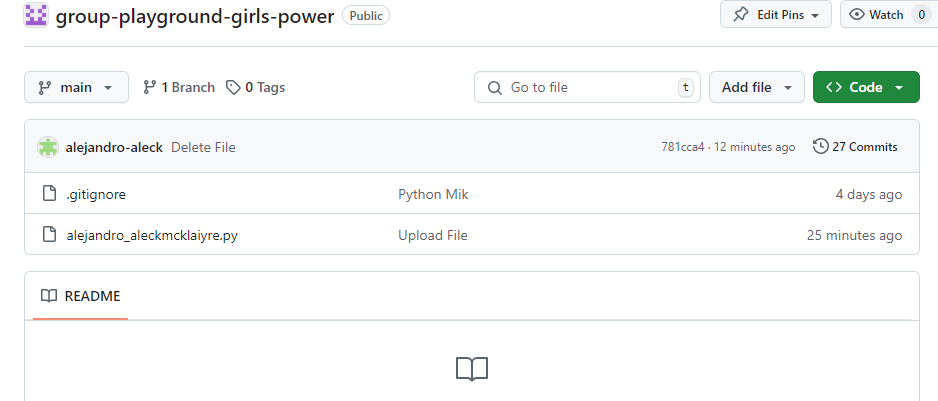 group-playground-girls-power Public Edit Pins Watch 0
main 1 Branch 0 Tags Go to file t Add file Code
alejandro-aleck Delete File 781cca4 · 12 minutes ago 27 Commits
.gitignore Python Mik 4 days ago
alejandro_aleckmcklaiyre.py Upload File 25 minutes ago
README